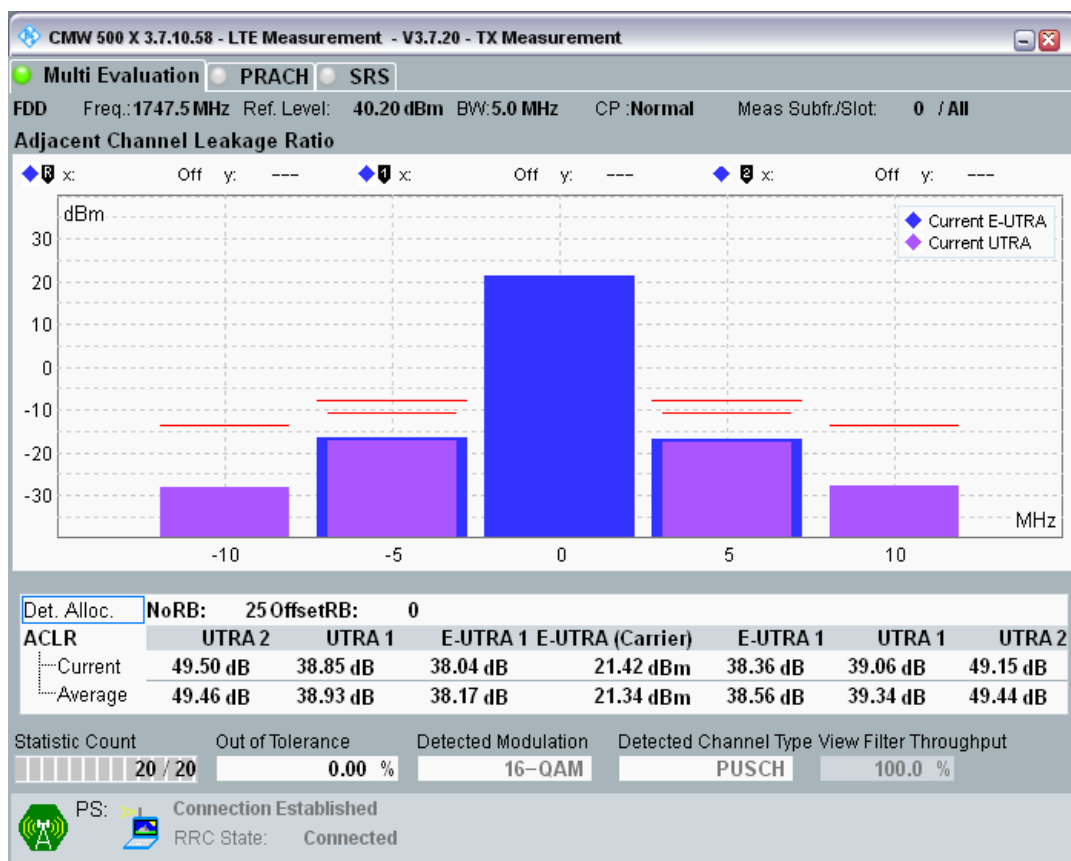 CMW 500 X 3.7.10.58 - LTE Measurement - V3.7.20 - TX Measurement
Multi Evaluation PRACH SRS
FDD Freq.: 1747.5 MHz Ref. Level: 40.20 dBm BW: 5.0 MHz CP : Normal Meas Subfr./Slot: 0 / All
Adjacent Channel Leakage Ratio
R x: Off y: --- 1 x: Off y: --- 2 x: Off y: ---
dBm
Current E-UTRA
Current UTRA
30
20
10
0
-10
-20
-30
MHz
-10 -5 0 5 10
Det. Alloc. NoRB: 25 OffsetRB: 0
ACLR UTRA 2 UTRA 1 E-UTRA 1 E-UTRA (Carrier) E-UTRA 1 UTRA 1 UTRA 2
Current 49.50 dB 38.85 dB 38.04 dB 21.42 dBm 38.36 dB 39.06 dB 49.15 dB
Average 49.46 dB 38.93 dB 38.17 dB 21.34 dBm 38.56 dB 39.34 dB 49.44 dB
Statistic Count Out of Tolerance Detected Modulation Detected Channel Type View Filter Throughput
20 / 20 0.00 % 16-QAM PUSCH 100.0 %
PS: Connection Established
RRC State: Connected